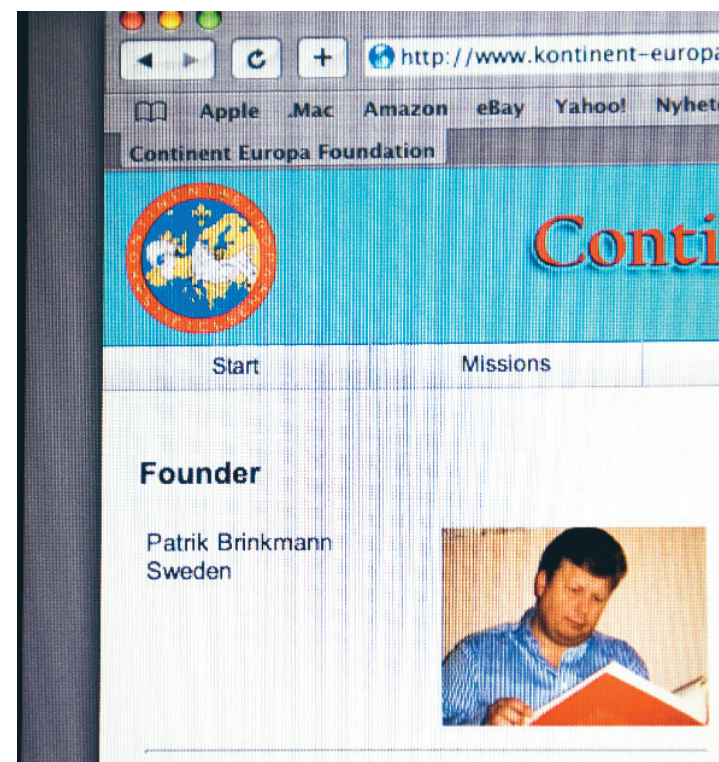 http://www.kontinent-europa
Apple .Mac Amazon eBay Yahoo! Nyhet
Continent Europa Foundation
Conti
Start Missions
Founder
Patrik Brinkmann
Sweden